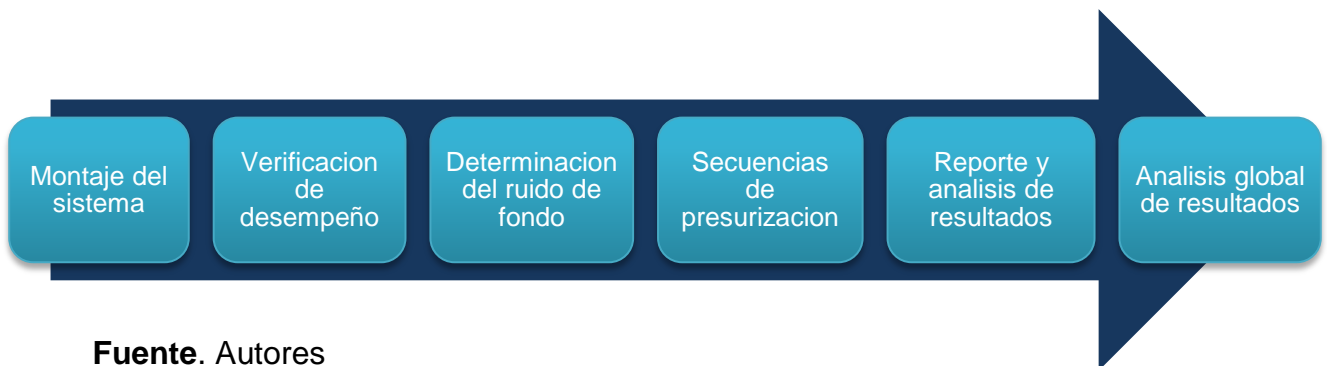 Montaje del
sistema
Verificacion
de
desempeño
Determinacion
del ruido de
fondo
Secuencias
de
presurizacion
Reporte y
analisis de
resultados
Analisis global
de resultados
Fuente. Autores